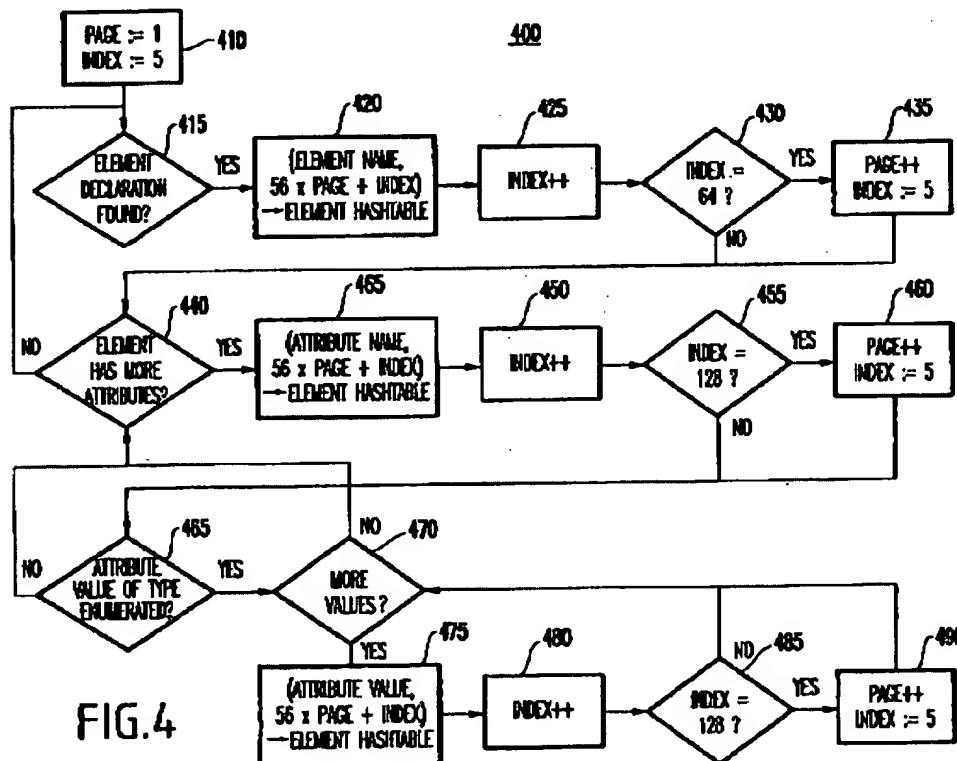 PAGE := 1
INDEX := 5
410
400
415
ELEMENT
DECLARATION
FOUND?
YES
420
(ELEMENT NAME,
56 x PAGE + INDEX)
→ELEMENT HASHTABLE
425
INDEX++
430
INDEX =
64 ?
YES
NO
435
PAGE++
INDEX := 5
440
ELEMENT
HAS MORE
ATTRIBUTES?
NO
YES
465
(ATTRIBUTE NAME,
56 x PAGE + INDEX)
→ELEMENT HASHTABLE
450
INDEX++
455
INDEX =
128 ?
YES
NO
460
PAGE++
INDEX := 5
465
ATTRIBUTE
VALUE OF TYPE
ENUMERATED?
NO
YES
470
MORE
VALUES ?
NO
YES
475
(ATTRIBUTE VALUE,
56 x PAGE + INDEX)
→ELEMENT HASHTABLE
480
INDEX++
485
INDEX =
128 ?
NO
YES
490
PAGE++
INDEX := 5
FIG.4